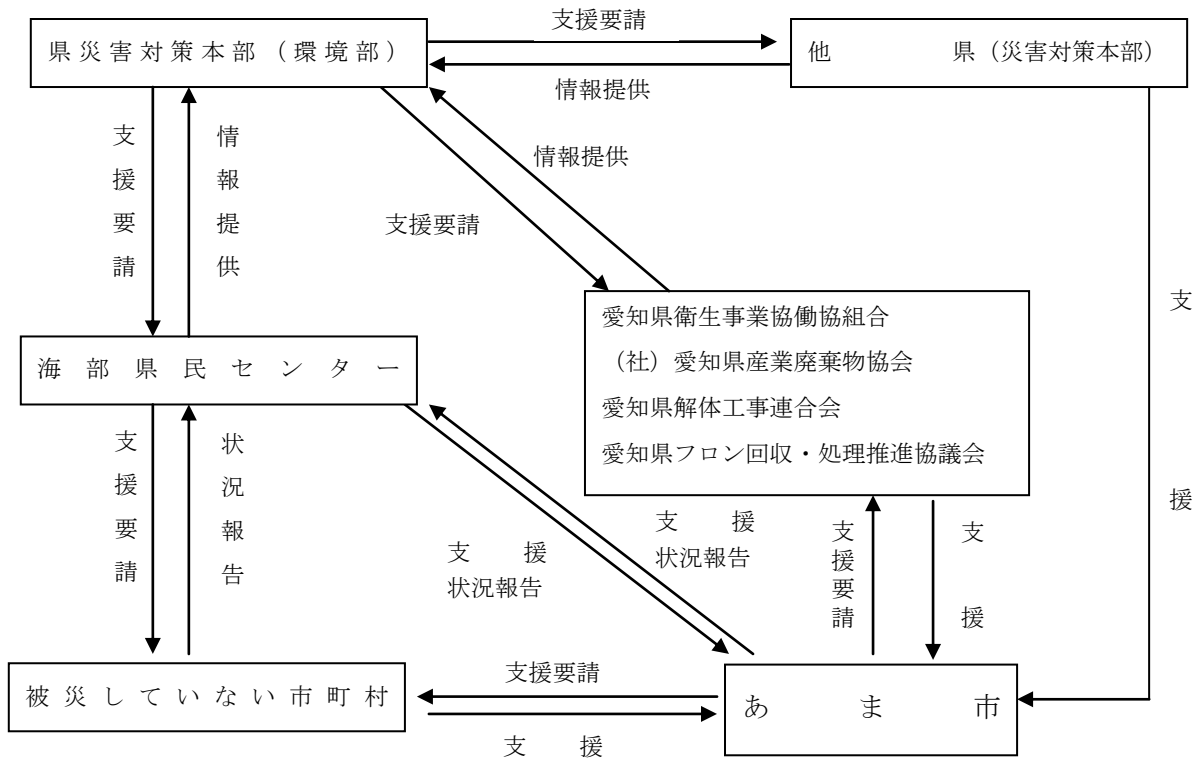 支援要請
県災害対策本部（環境部）
他　県（災害対策本部）
情報提供
支援要請
情報提供
情報提供
支援要請
支援
愛知県衛生事業協働協組合
（社）愛知県産業廃棄物協会
愛知県解体工事連合会
愛知県フロン回収・処理推進協議会
海部県民センター
支援要請
状況報告
支援
状況報告
支援
状況報告
支援要請
支援
被災していない市町村
支援要請
支援
あま市